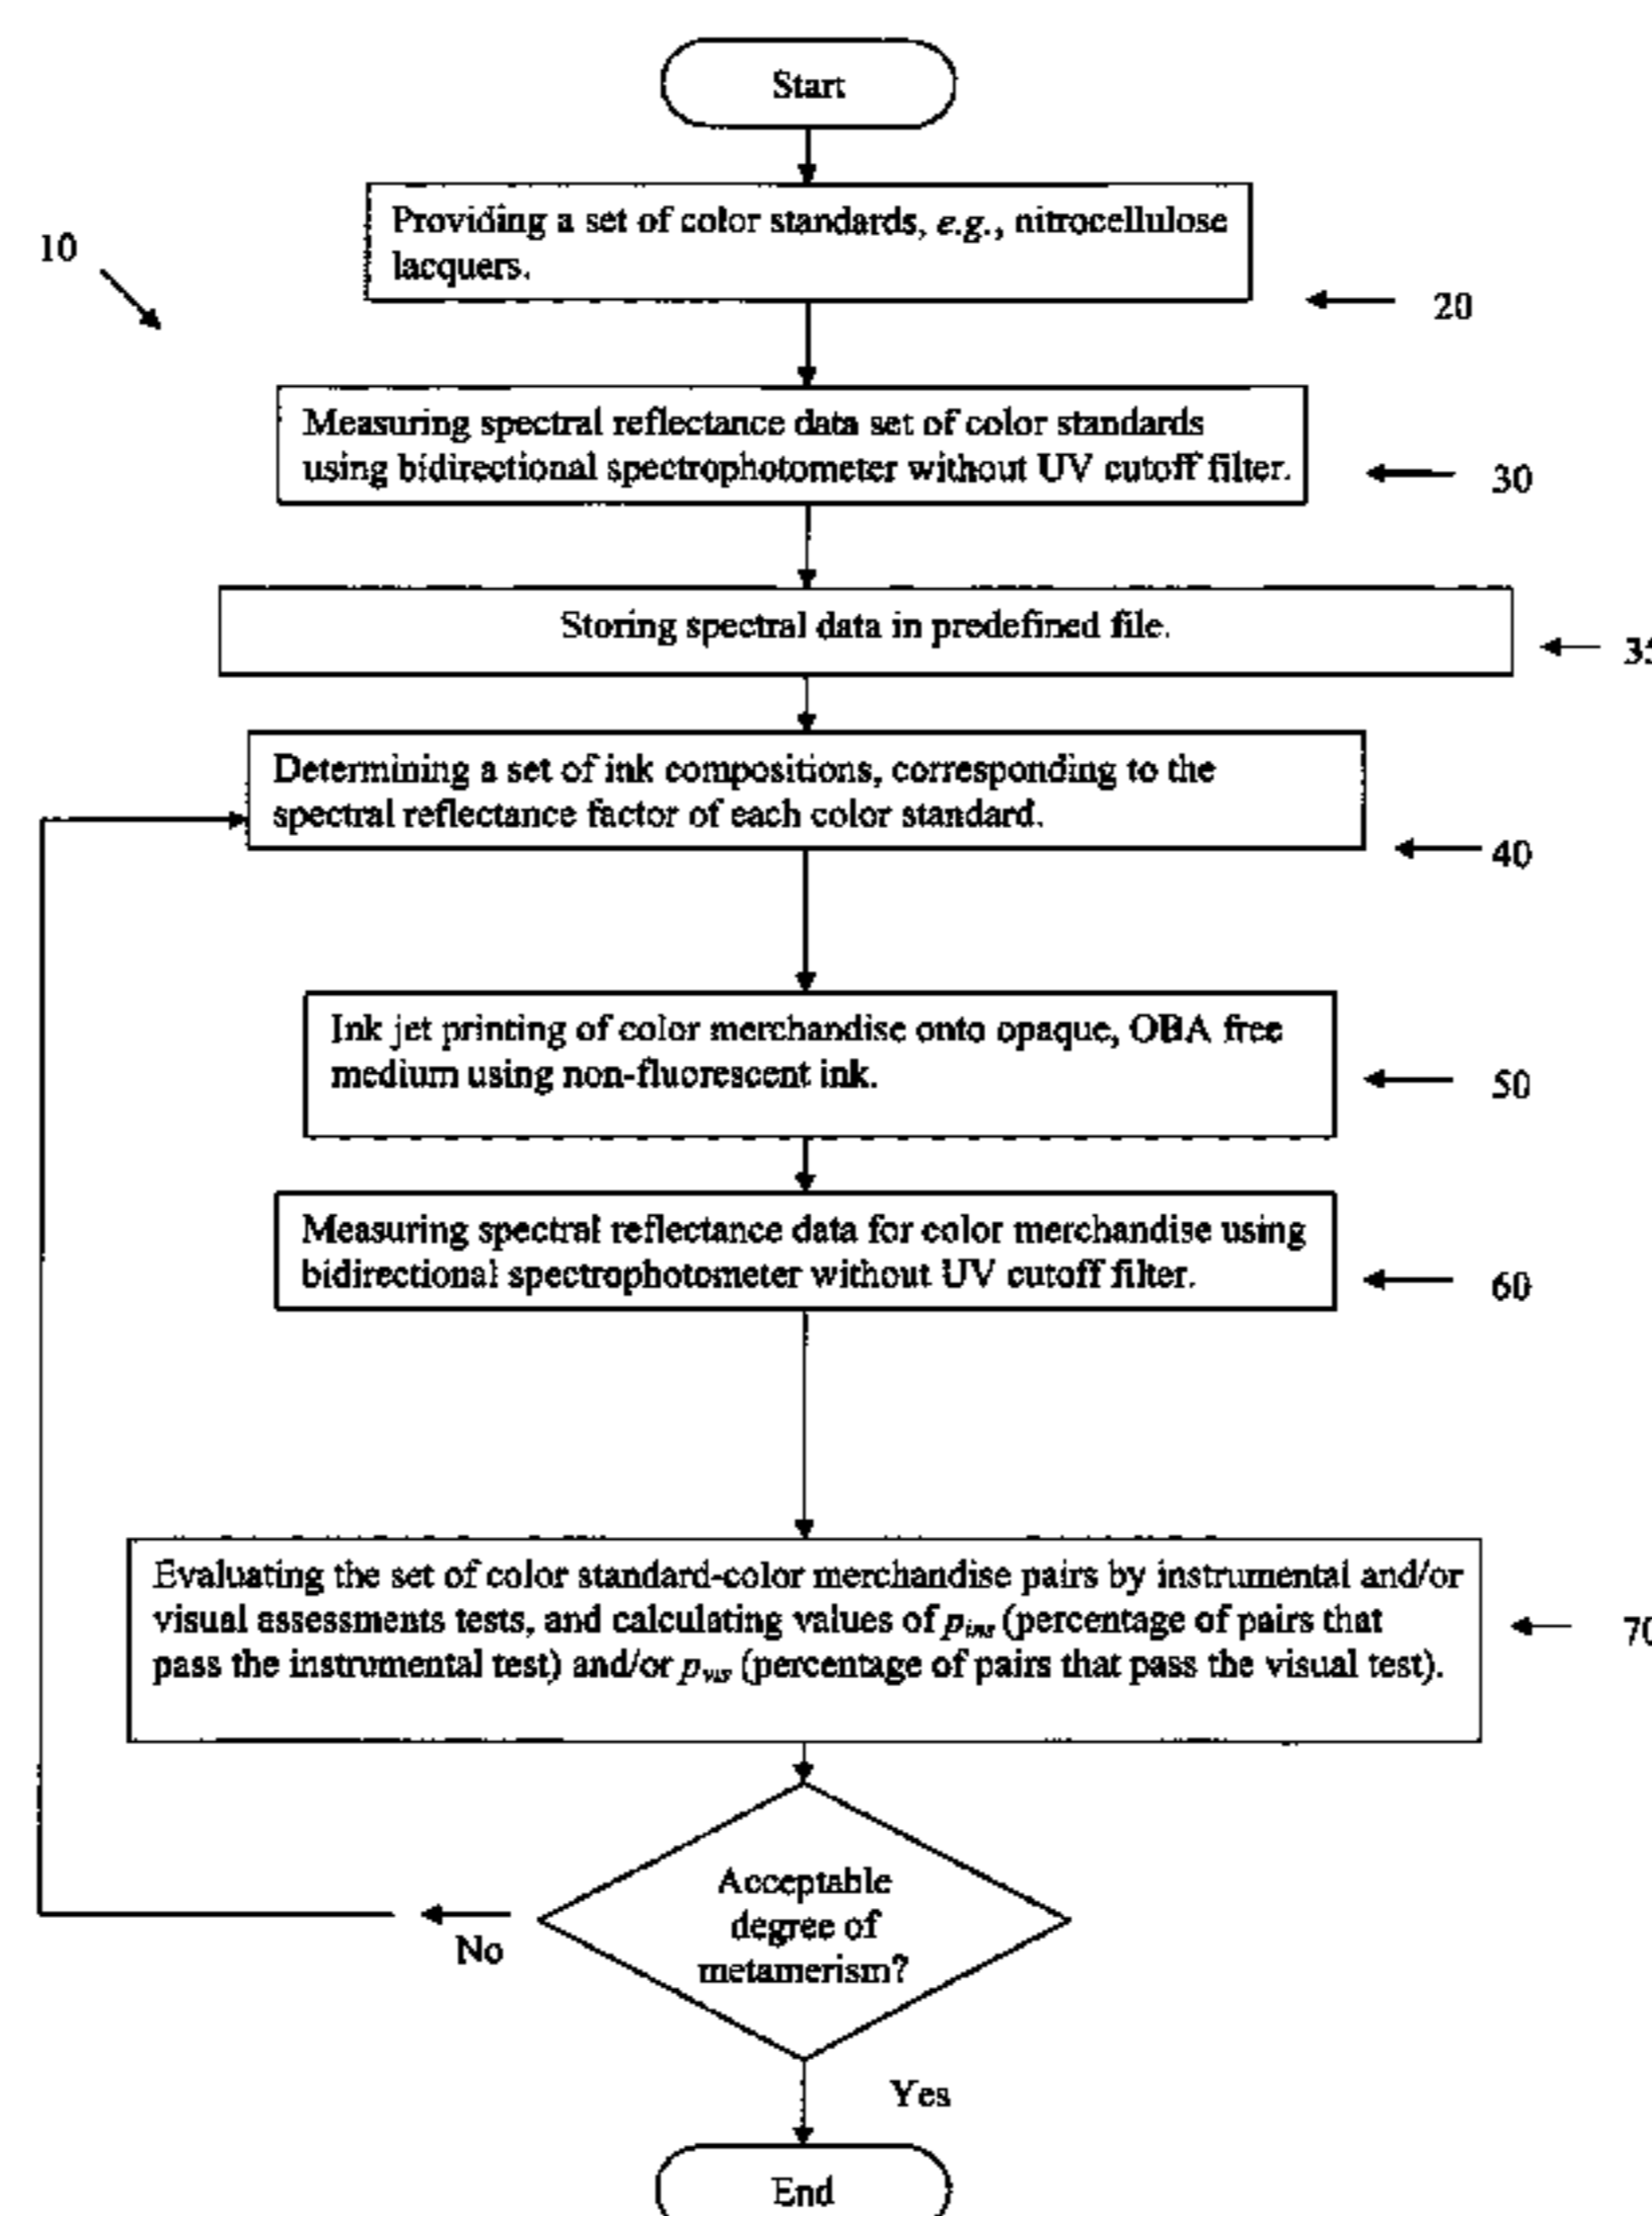 Start
Providing a set of color standards, e.g., nitrocellulose
lacquers.
10
20
Measuring spectral reflectance data set of color standards
using bidirectional spectrophotometer without UV cutoff filter.
30
Storing spectral data in predefined file.
35
Determining a set of ink compositions, corresponding to the
spectral reflectance factor of each color standard.
40
Ink jet printing of color merchandise onto opaque, OBA free
medium using non-fluorescent ink.
50
Measuring spectral reflectance data for color merchandise using
bidirectional spectrophotometer without UV cutoff filter.
60
Evaluating the set of color standard-color merchandise pairs by instrumental and/or
visual assessments tests, and calculating values of pins (percentage of pairs that
pass the instrumental test) and/or pvis (percentage of pairs that pass the visual test).
70
Acceptable
degree of
metamerism?
No
Yes
End